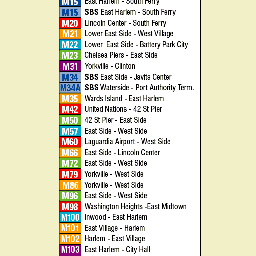 M15 East Harlem - South Ferry
M15 SBS East Harlem - South Ferry
M20 Lincoln Center - South Ferry
M21 Lower East Side - West Village
M22 Lower East Side - Battery Park City
M23 Chelsea Piers - East Side
M31 Yorkville - Clinton
M34 SBS East Side - Javits Center
M34A SBS Waterside - Port Authority Term.
M35 Wards Island - East Harlem
M42 United Nations - 42 St Pier
M50 42 St Pier - East Side
M57 East Side - West Side
M60 Laguardia Airport - West Side
M66 East Side - Lincoln Center
M72 East Side - West Side
M79 Yorkville - West Side
M86 Yorkville - West Side
M96 East Side - West Side
M98 Washington Heights -East Midtown
M100 Inwood - East Harlem
M101 East Village - Harlem
M102 Harlem - East Village
M103 East Harlem - City Hall